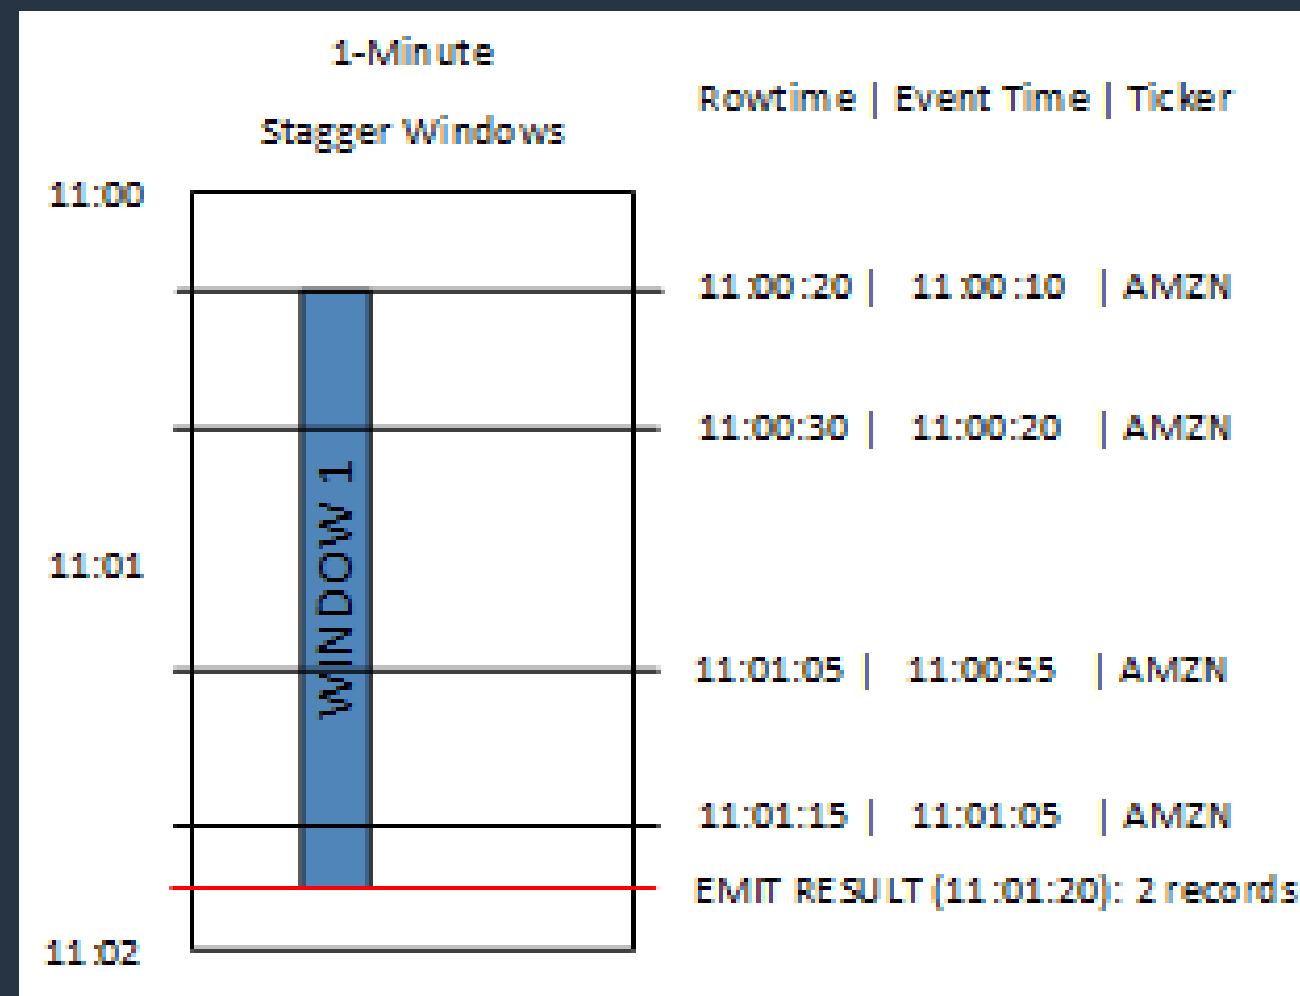 1-Minute
Stagger Windows
Rowtime | Event Time | Ticker
11:00
11:00:20 | 11:00:10 | AMZN
11:00:30 | 11:00:20 | AMZN
WINDOW 1
11:01
11:01:05 | 11:00:55 | AMZN
11:01:15 | 11:01:05 | AMZN
EMIT RESULT (11:01:20): 2 records
11:02